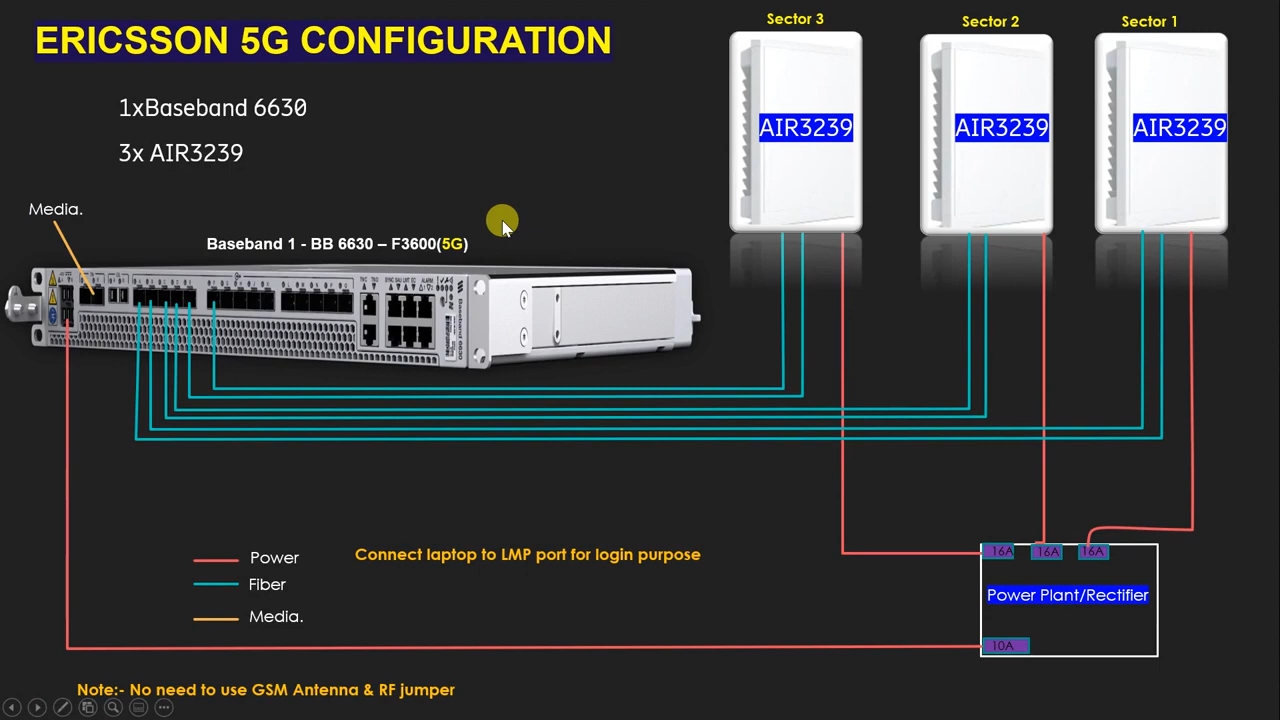 ERICSSON 5G CONFIGURATION
Sector 3
Sector 2
Sector 1
1xBaseband 6630
3x AIR3239
AIR3239
AIR3239
AIR3239
Media.
Baseband 1 - BB 6630 – F3600(5G)
Baseband 6630
Power
Fiber
Media.
Connect laptop to LMP port for login purpose
16A
16A
16A
Power Plant/Rectifier
10A
Note:- No need to use GSM Antenna & RF jumper